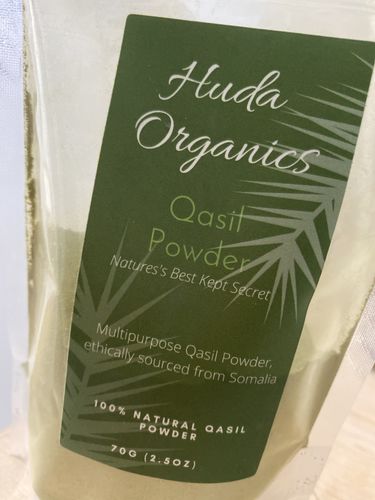 Huda
Organics
Qasil
Powder
Natures's Best Kept Secret
Multipurpose Qasil Powder,
ethically sourced from Somalia
100% NATURAL QASIL
POWDER
70G (2.5OZ)